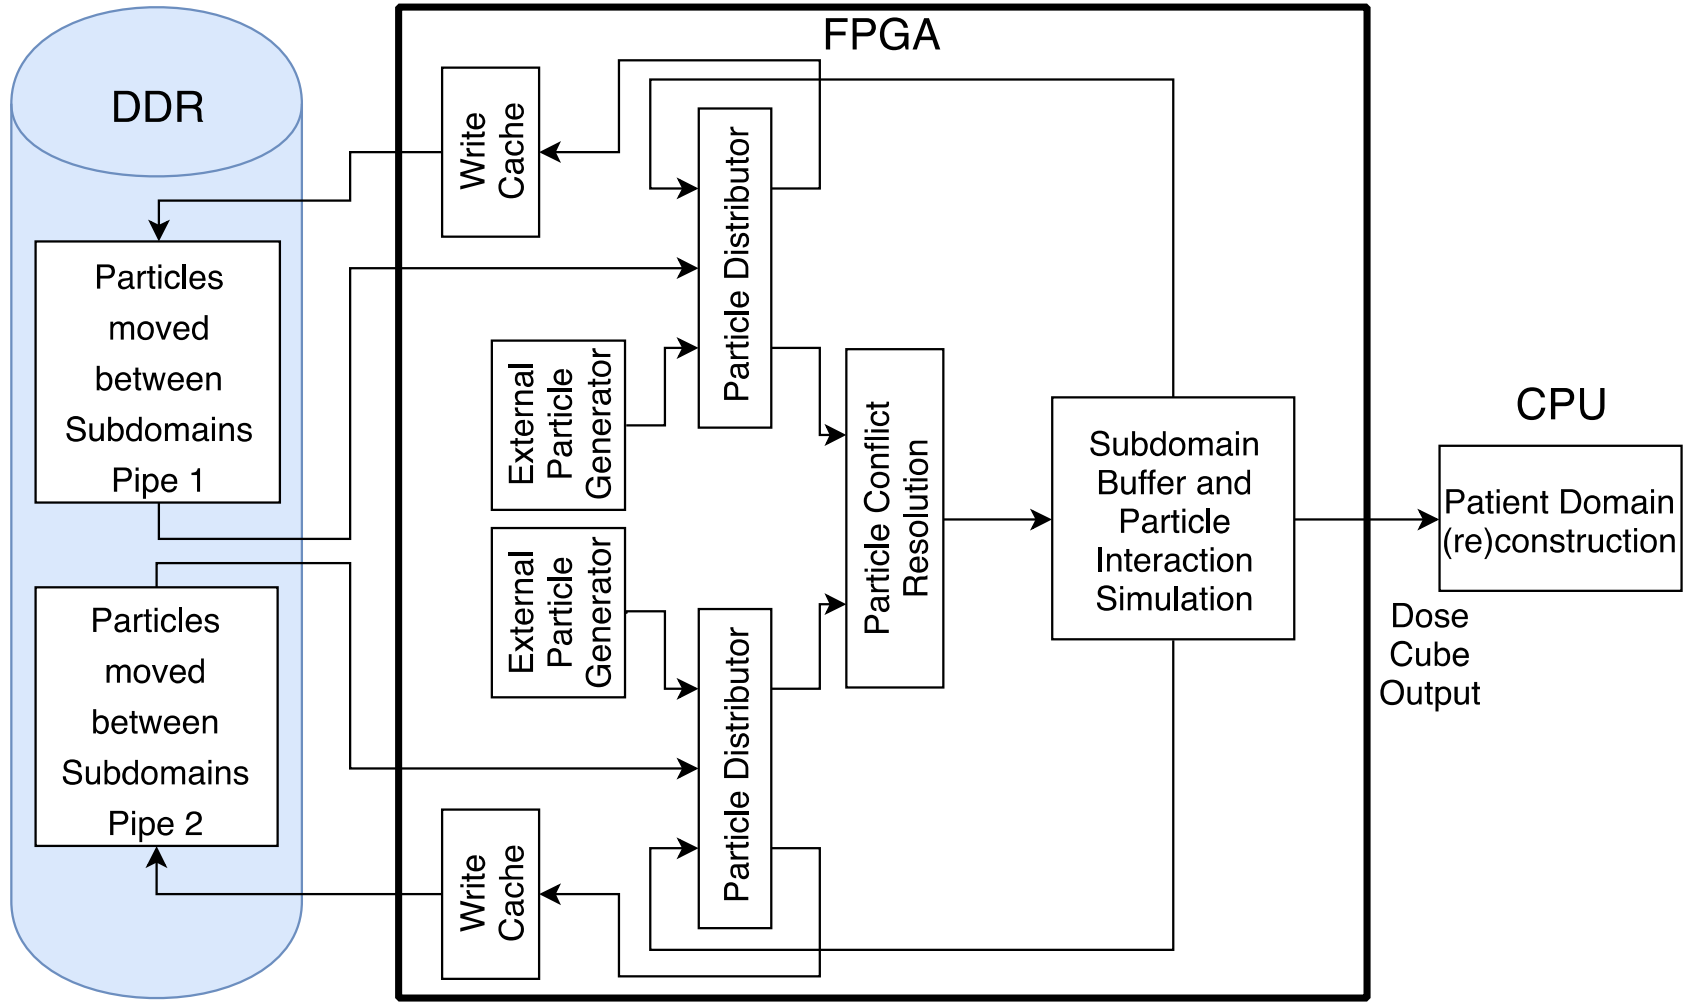 FPGA
DDR
Write
Cache
Particle Distributor
Particles
moved
between
Subdomains
Pipe 1
External
Particle
Generator
Particle Conflict
Resolution
Subdomain
Buffer and
Particle
Interaction
Simulation
CPU
Patient Domain
(re)construction
Dose
Cube
Output
External
Particle
Generator
Particles
moved
between
Subdomains
Pipe 2
Particle Distributor
Write
Cache